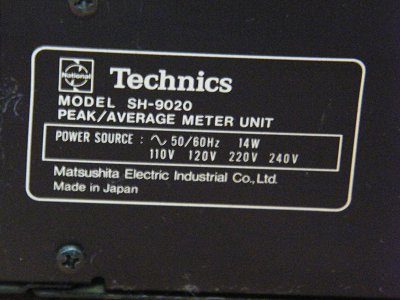 National
Technics
MODEL SH-9020
PEAK/AVERAGE METER UNIT
POWER SOURCE : ∿ 50/60Hz 14W
110V 120V 220V 240V
Matsushita Electric Industrial Co., Ltd.
Made in Japan